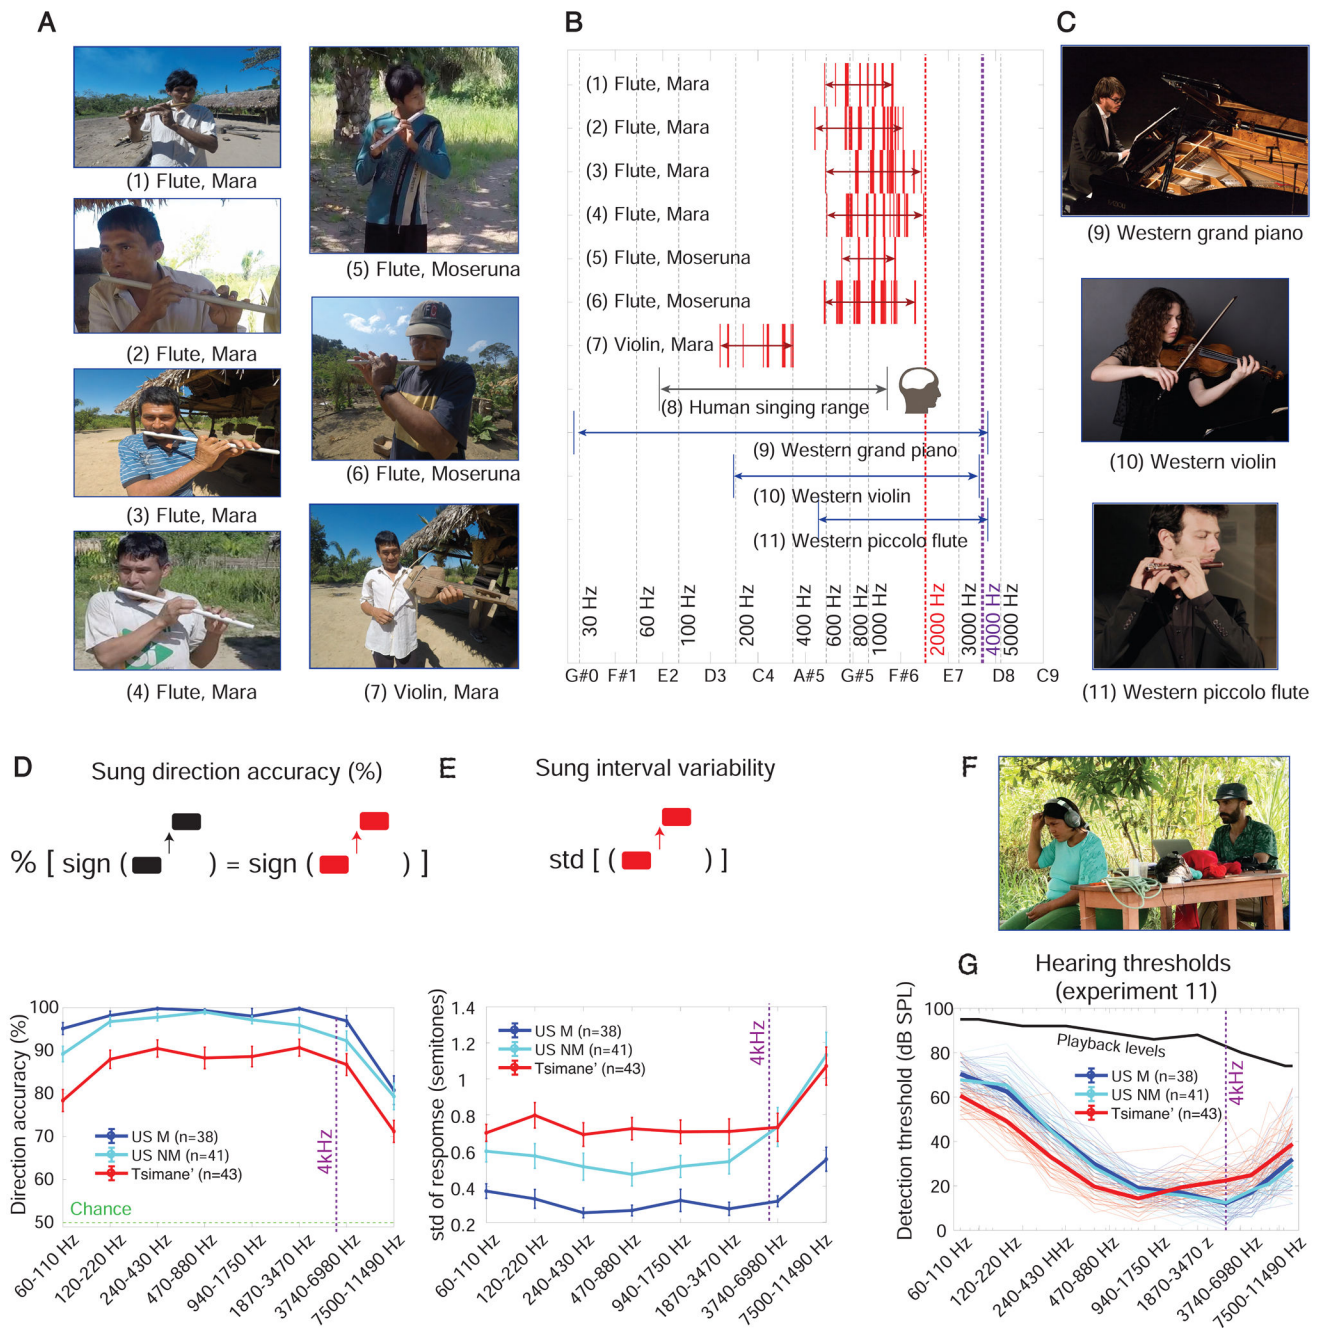 A
(1) Flute, Mara
(2) Flute, Mara
(3) Flute, Mara
(4) Flute, Mara
(5) Flute, Moseruna
(6) Flute, Moseruna
(7) Violin, Mara
B
(1) Flute, Mara
(2) Flute, Mara
(3) Flute, Mara
(4) Flute, Mara
(5) Flute, Moseruna
(6) Flute, Moseruna
(7) Violin, Mara
(8) Human singing range
(9) Western grand piano
(10) Western violin
(11) Western piccolo flute
30 Hz
60 Hz
100 Hz
200 Hz
400 Hz
600 Hz
800 Hz
1000 Hz
2000 Hz
3000 Hz
4000 Hz
5000 Hz
G#0 F#1 E2 D3 C4 A#5 G#5 F#6 E7 D8 C9
C
(9) Western grand piano
(10) Western violin
(11) Western piccolo flute
D
Sung direction accuracy (%)
% [ sign ( ) = sign ( ) ]
Direction accuracy (%)
100
90
80
70
60
50
US M (n=38)
US NM (n=41)
Tsimane' (n=43)
Chance
4kHz
60-110 Hz
120-220 Hz
240-430 Hz
470-880 Hz
940-1750 Hz
1870-3470 Hz
3740-6980 Hz
7500-11490 Hz
E
Sung interval variability
std [ ( ) ]
std of response (semitones)
1.4
1.2
1
0.8
0.6
0.4
0.2
US M (n=38)
US NM (n=41)
Tsimane' (n=43)
4kHz
60-110 Hz
120-220 Hz
240-430 Hz
470-880 Hz
940-1750 Hz
1870-3470 Hz
3740-6980 Hz
7500-11490 Hz
F
G
Hearing thresholds
(experiment 11)
Detection threshold (dB SPL)
100
80
60
40
20
0
Playback levels
US M (n=38)
US NM (n=41)
Tsimane' (n=43)
4kHz
60-110 Hz
120-220 Hz
240-430 HHz
470-880 Hz
940-1750 Hz
1870-3470 z
3740-6980 Hz
7500-11490 Hz